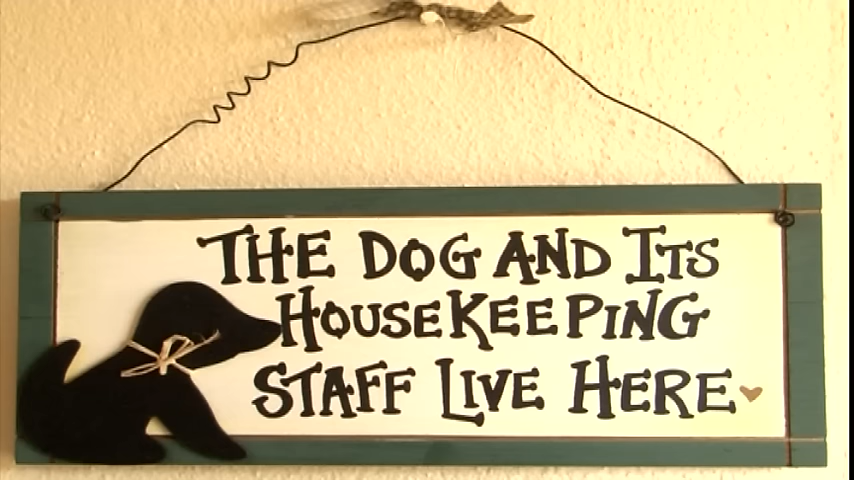 THE DOG AND ITS
HOUSEKEEPING
STAFF LIVE HERE